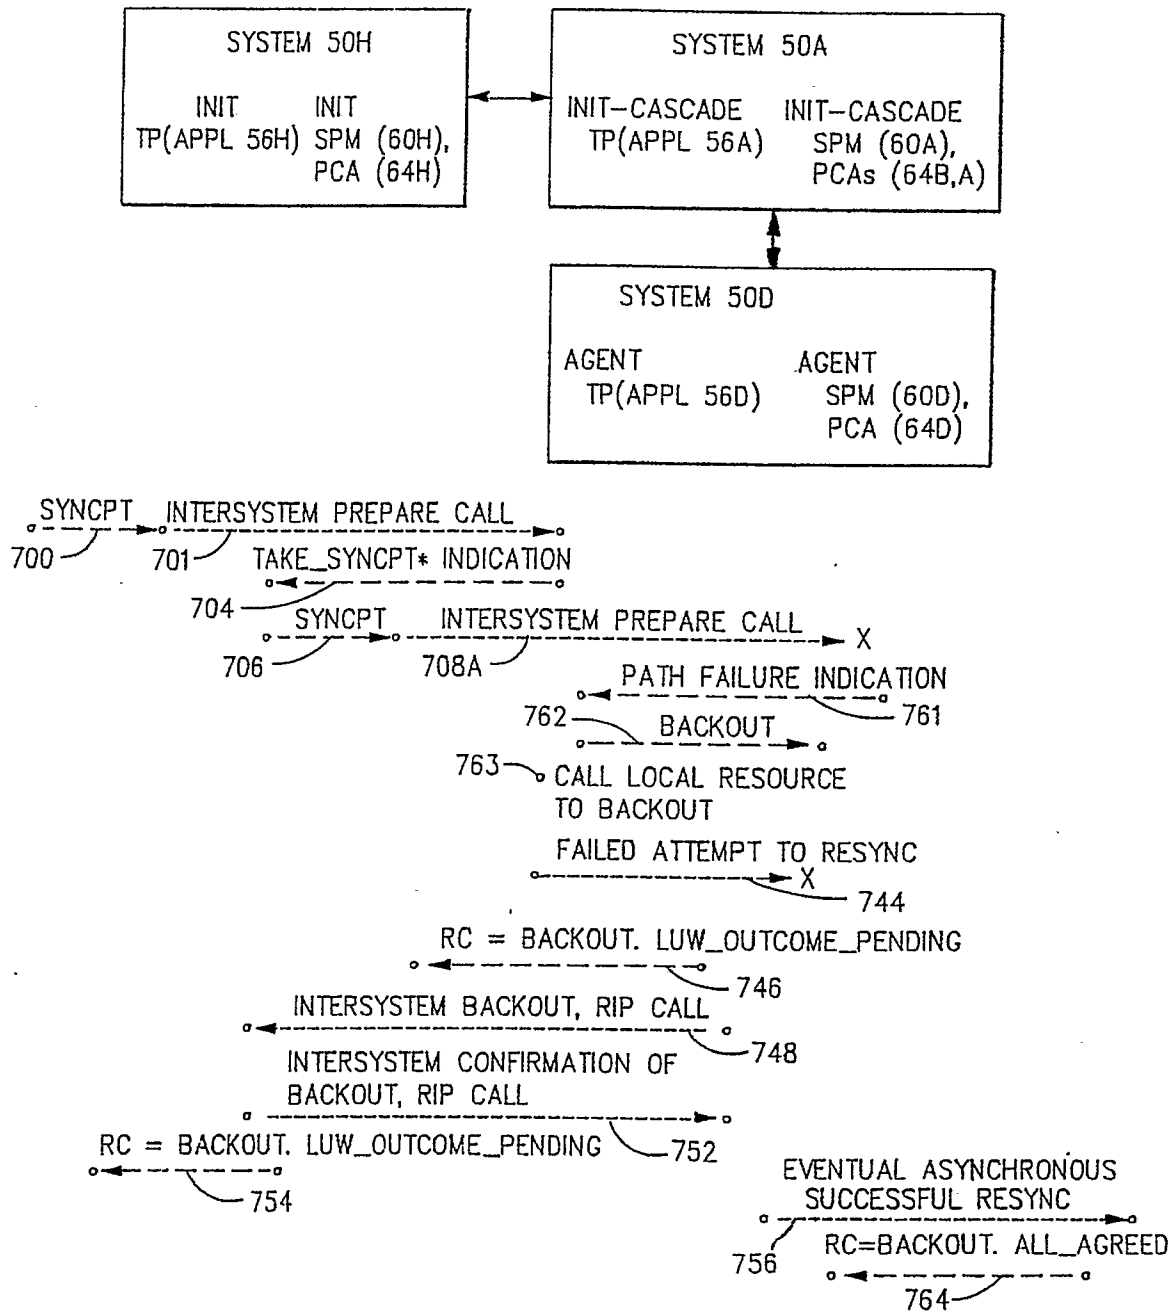 SYSTEM 50H
INIT INIT
TP(APPL 56H) SPM (60H),
PCA (64H)
SYSTEM 50A
INIT-CASCADE INIT-CASCADE
TP(APPL 56A) SPM (60A),
PCAs (64B,A)
SYSTEM 50D
AGENT AGENT
TP(APPL 56D) SPM (60D),
PCA (64D)
SYNCPT INTERSYSTEM PREPARE CALL
700 701
TAKE_SYNCPT* INDICATION
704
SYNCPT INTERSYSTEM PREPARE CALL
X
706 708A
PATH FAILURE INDICATION
761
762 BACKOUT
763 CALL LOCAL RESOURCE
TO BACKOUT
FAILED ATTEMPT TO RESYNC
X
744
RC = BACKOUT. LUW_OUTCOME_PENDING
746
INTERSYSTEM BACKOUT, RIP CALL
748
INTERSYSTEM CONFIRMATION OF
BACKOUT, RIP CALL
752
RC = BACKOUT. LUW_OUTCOME_PENDING
754
EVENTUAL ASYNCHRONOUS
SUCCESSFUL RESYNC
756
RC=BACKOUT. ALL_AGREED
764